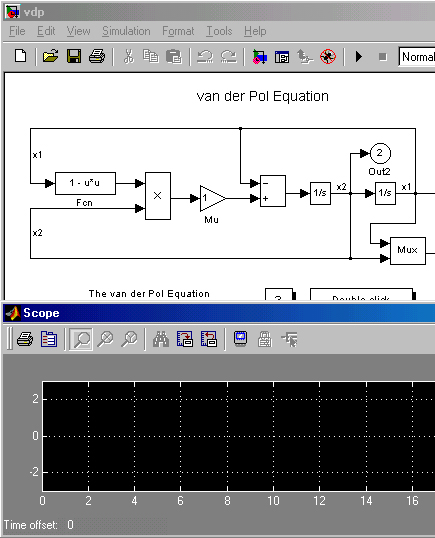 vdp
File Edit View Simulation Format Tools Help
Normal
van der Pol Equation
2
Out2
x1
1 - u*u
Fcn
×
1
Mu
−
+
1/s
x2
1/s
x1
x2
Mux
The van der Pol Equation
?
Double click
Scope
2
0
-2
0 2 4 6 8 10 12 14 16
Time offset: 0